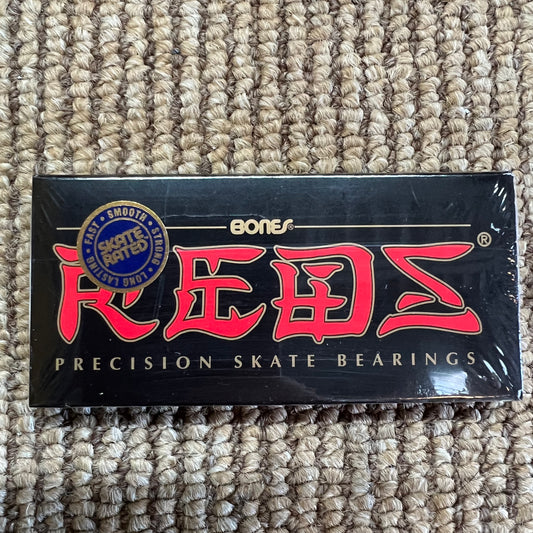 BONES®
REDS®
PRECISION SKATE BEARINGS
FAST • SMOOTH • STRONG • LONG LASTING •
SKATE
RATED